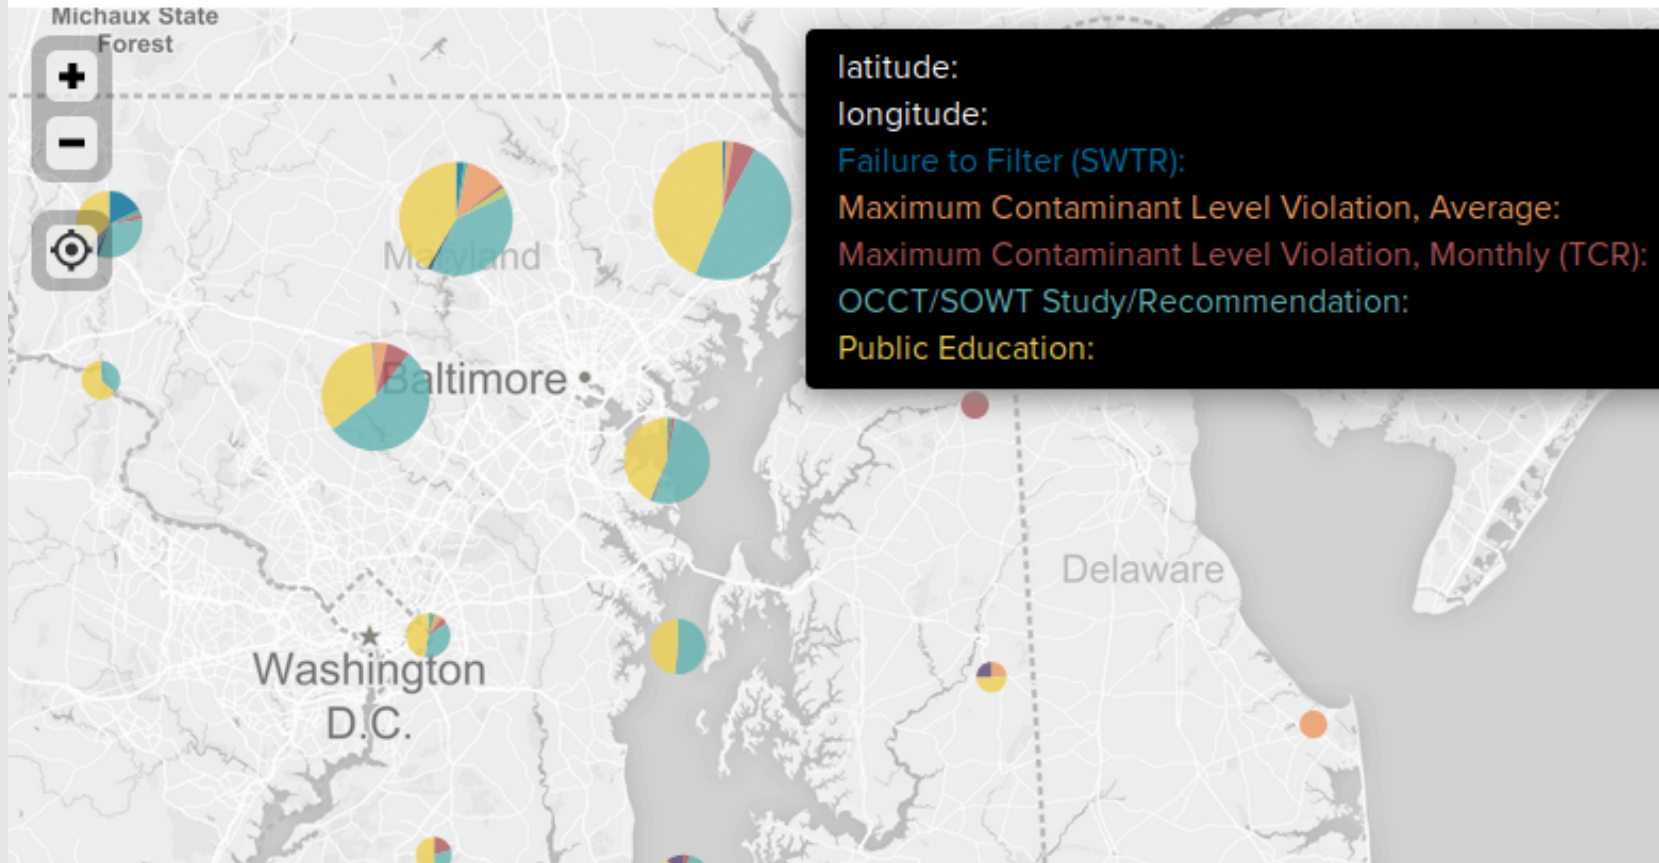 Michaux State
Forest
+
−
latitude:
longitude:
Failure to Filter (SWTR):
Maximum Contaminant Level Violation, Average:
Maximum Contaminant Level Violation, Monthly (TCR):
OCCT/SOWT Study/Recommendation:
Public Education:
Maryland
Baltimore
Delaware
Washington
D.C.